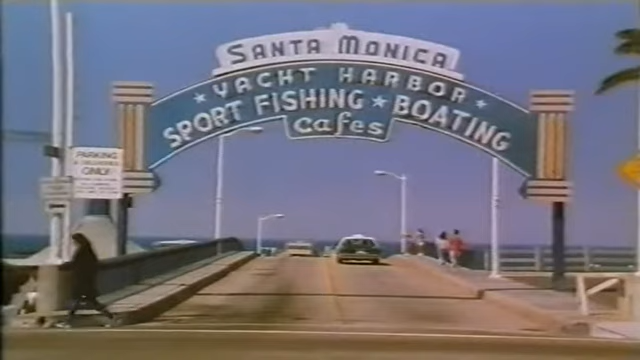 SANTA MONICA
YACHT HARBOR
SPORT FISHING ★ BOATING
Cafes
PARKING
ONLY